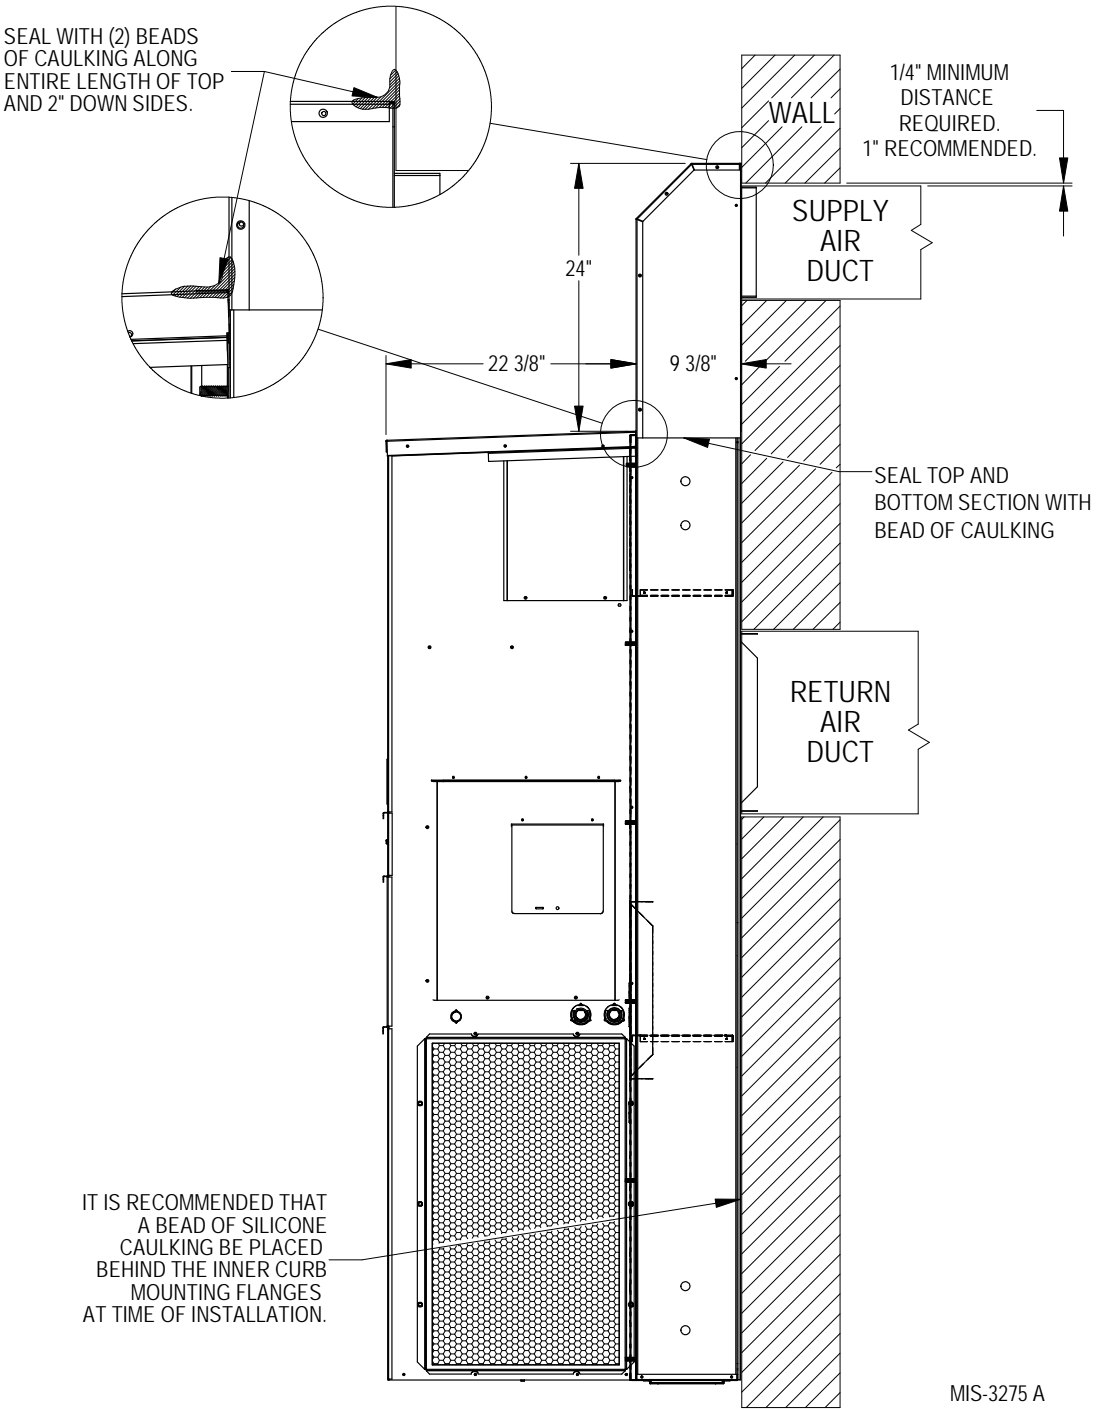 SEAL WITH (2) BEADS
OF CAULKING ALONG
ENTIRE LENGTH OF TOP
AND 2" DOWN SIDES.
WALL
1/4" MINIMUM
DISTANCE
REQUIRED.
1" RECOMMENDED.
SUPPLY
AIR
DUCT
24"
22 3/8"
9 3/8"
SEAL TOP AND
BOTTOM SECTION WITH
BEAD OF CAULKING
RETURN
AIR
DUCT
IT IS RECOMMENDED THAT
A BEAD OF SILICONE
CAULKING BE PLACED
BEHIND THE INNER CURB
MOUNTING FLANGES
AT TIME OF INSTALLATION.
MIS-3275 A